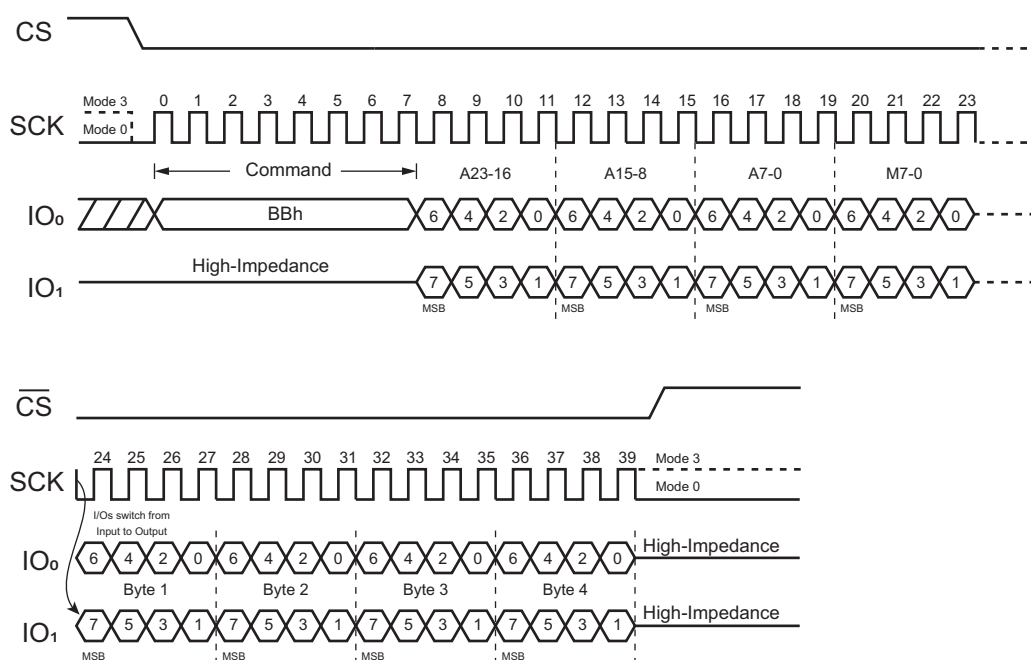 CS
Mode 3 0 1 2 3 4 5 6 7 8 9 10 11 12 13 14 15 16 17 18 19 20 21 22 23
SCK
Mode 0
Command A23-16 A15-8 A7-0 M7-0
IO₀ BBh 6 4 2 0 6 4 2 0 6 4 2 0 6 4 2 0
High-Impedance
IO₁ 7 5 3 1 7 5 3 1 7 5 3 1 7 5 3 1
MSB MSB MSB MSB
C̅S̅
24 25 26 27 28 29 30 31 32 33 34 35 36 37 38 39 Mode 3
SCK Mode 0
I/Os switch from
Input to Output
IO₀ 6 4 2 0 6 4 2 0 6 4 2 0 6 4 2 0 High-Impedance
Byte 1 Byte 2 Byte 3 Byte 4
IO₁ 7 5 3 1 7 5 3 1 7 5 3 1 7 5 3 1 High-Impedance
MSB MSB MSB MSB